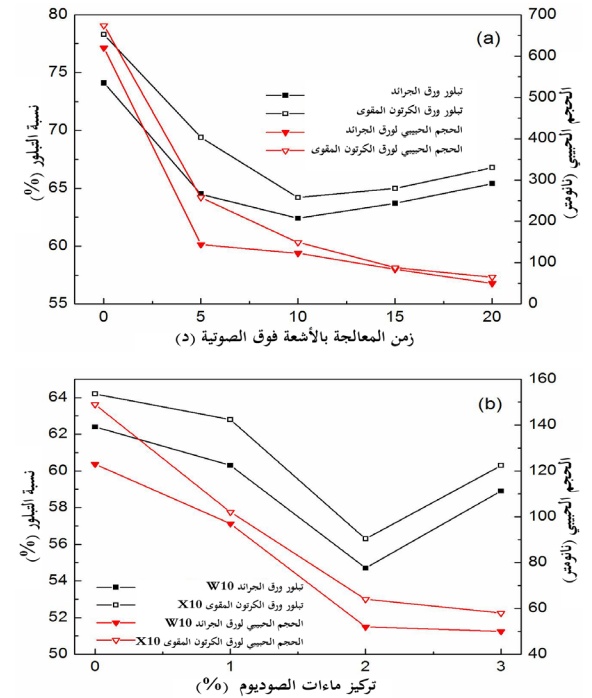 (a)
80
75
70
65
60
55
نسبة التبلور (%)
تبلور ورق الجرائد
تبلور ورق الكرتون المقوى
الحجم الحبيبي لورق الجرائد
الحجم الحبيبي لورق الكرتون المقوى
700
600
500
400
300
200
100
0
الحجم الحبيبي (نانومتر)
0 5 10 15 20
زمن المعالجة بالأشعة فوق الصوتية (د)
(b)
64
62
60
58
56
54
52
50
نسبة التبلور (%)
تبلور ورق الجرائد W10
تبلور ورق الكرتون المقوى X10
الحجم الحبيبي لورق الجرائد W10
الحجم الحبيبي لورق الكرتون المقوى X10
160
140
120
100
80
60
40
الحجم الحبيبي (نانومتر)
0 1 2 3
تركيز ماءات الصوديوم (%)